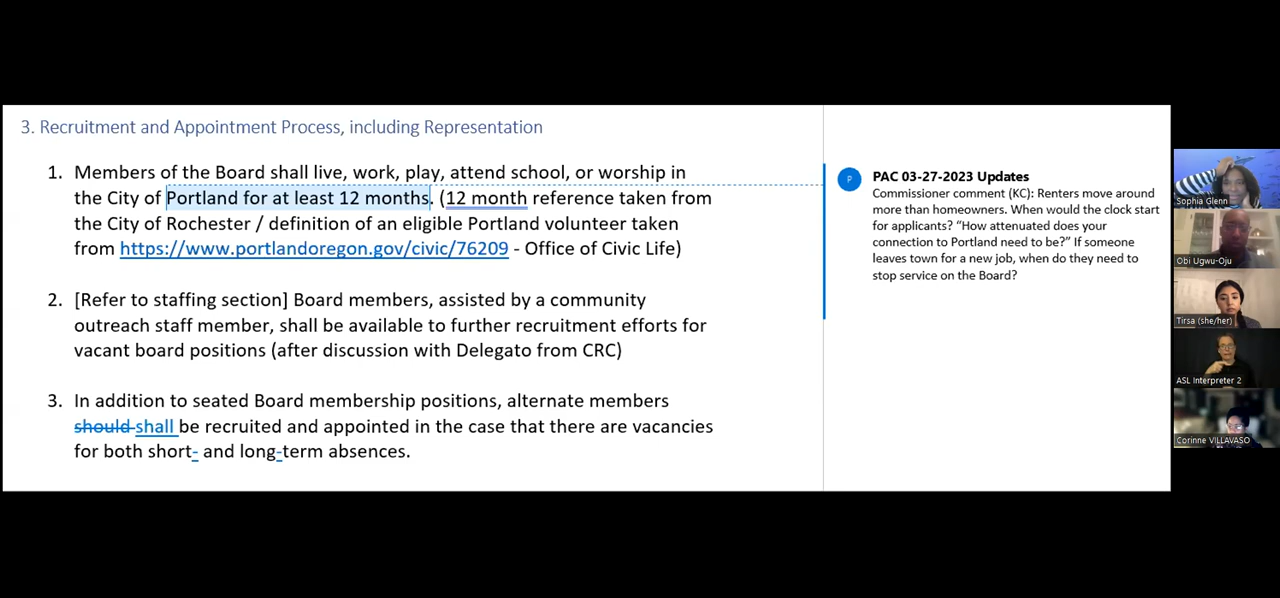 3. Recruitment and Appointment Process, including Representation
1. Members of the Board shall live, work, play, attend school, or worship in
the City of Portland for at least 12 months. (12 month reference taken from
the City of Rochester / definition of an eligible Portland volunteer taken
from https://www.portlandoregon.gov/civic/76209 - Office of Civic Life)
2. [Refer to staffing section] Board members, assisted by a community
outreach staff member, shall be available to further recruitment efforts for
vacant board positions (after discussion with Delegato from CRC)
3. In addition to seated Board membership positions, alternate members
should shall be recruited and appointed in the case that there are vacancies
for both short- and long-term absences.
P
PAC 03-27-2023 Updates
Commissioner comment (KC): Renters move around
more than homeowners. When would the clock start
for applicants? “How attenuated does your
connection to Portland need to be?” If someone
leaves town for a new job, when do they need to
stop service on the Board?
Sophia Glenn
Obi Ugwu-Oju
Tirsa (she/her)
ASL Interpreter 2
Corinne VILLAVASO